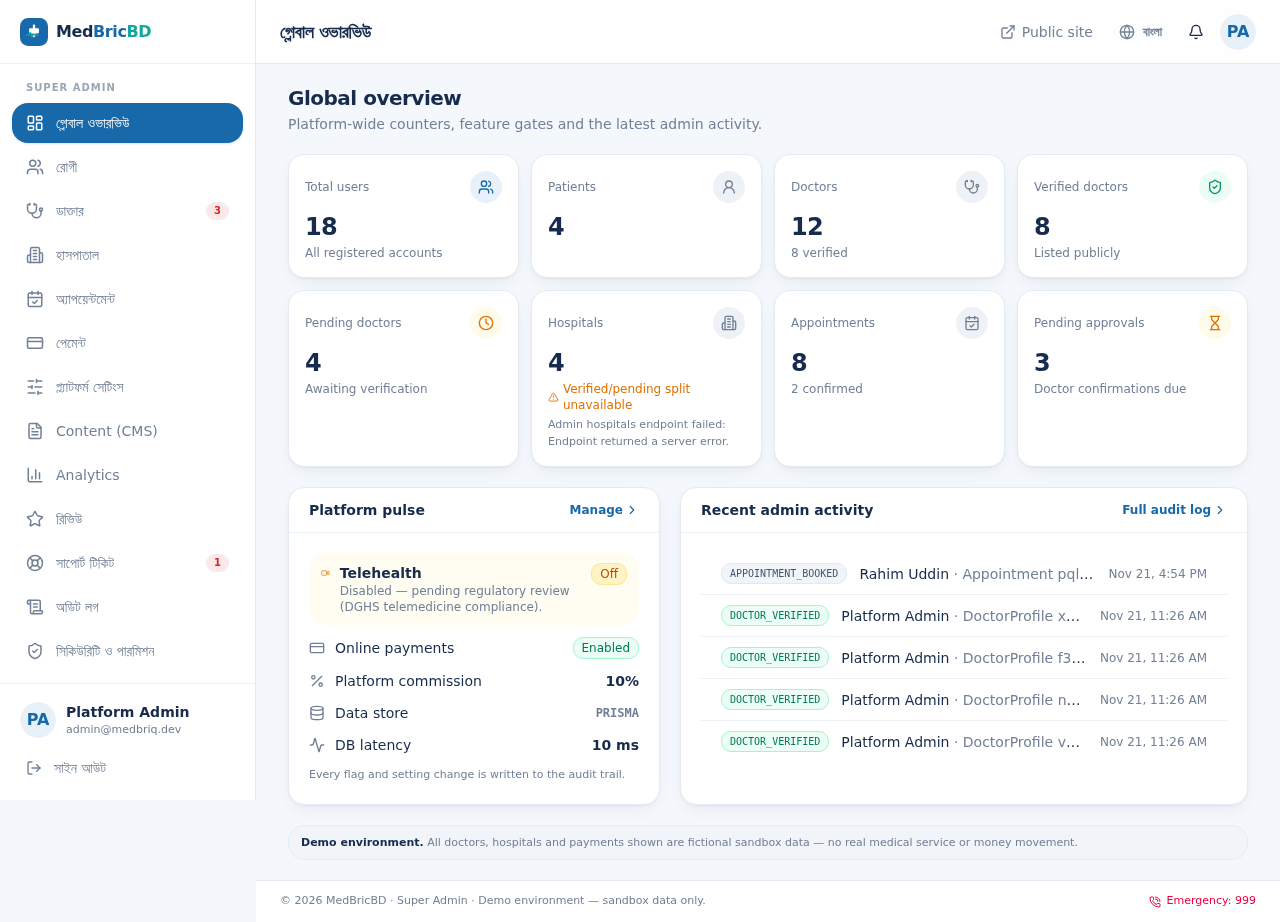 MedBricBD
গ্লোবাল ওভারভিউ
Public site
বাংলা
PA
SUPER ADMIN
গ্লোবাল ওভারভিউ
রোগী
ডাক্তার 3
হাসপাতাল
অ্যাপয়েন্টমেন্ট
পেমেন্ট
প্ল্যাটফর্ম সেটিংস
Content (CMS)
Analytics
রিভিউ
সাপোর্ট টিকিট 1
অডিট লগ
সিকিউরিটি ও পারমিশন
PA
Platform Admin
admin@medbriq.dev
সাইন আউট
Global overview
Platform-wide counters, feature gates and the latest admin activity.
Total users
18
All registered accounts
Patients
4
Doctors
12
8 verified
Verified doctors
8
Listed publicly
Pending doctors
4
Awaiting verification
Hospitals
4
Verified/pending split
unavailable
Admin hospitals endpoint failed:
Endpoint returned a server error.
Appointments
8
2 confirmed
Pending approvals
3
Doctor confirmations due
Platform pulse Manage
Telehealth Off
Disabled — pending regulatory review
(DGHS telemedicine compliance).
Online payments Enabled
Platform commission 10%
Data store PRISMA
DB latency 10 ms
Every flag and setting change is written to the audit trail.
Recent admin activity Full audit log
APPOINTMENT_BOOKED Rahim Uddin · Appointment pql... Nov 21, 4:54 PM
DOCTOR_VERIFIED Platform Admin · DoctorProfile x... Nov 21, 11:26 AM
DOCTOR_VERIFIED Platform Admin · DoctorProfile f3... Nov 21, 11:26 AM
DOCTOR_VERIFIED Platform Admin · DoctorProfile n... Nov 21, 11:26 AM
DOCTOR_VERIFIED Platform Admin · DoctorProfile v... Nov 21, 11:26 AM
Demo environment. All doctors, hospitals and payments shown are fictional sandbox data — no real medical service or money movement.
© 2026 MedBricBD · Super Admin · Demo environment — sandbox data only.
Emergency: 999